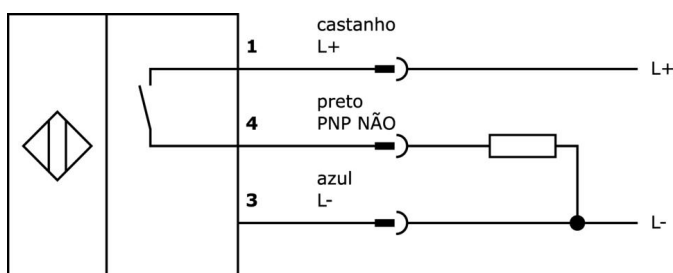 castanho
1 L+
L+
preto
4 PNP NÃO
azul
3 L-
L-